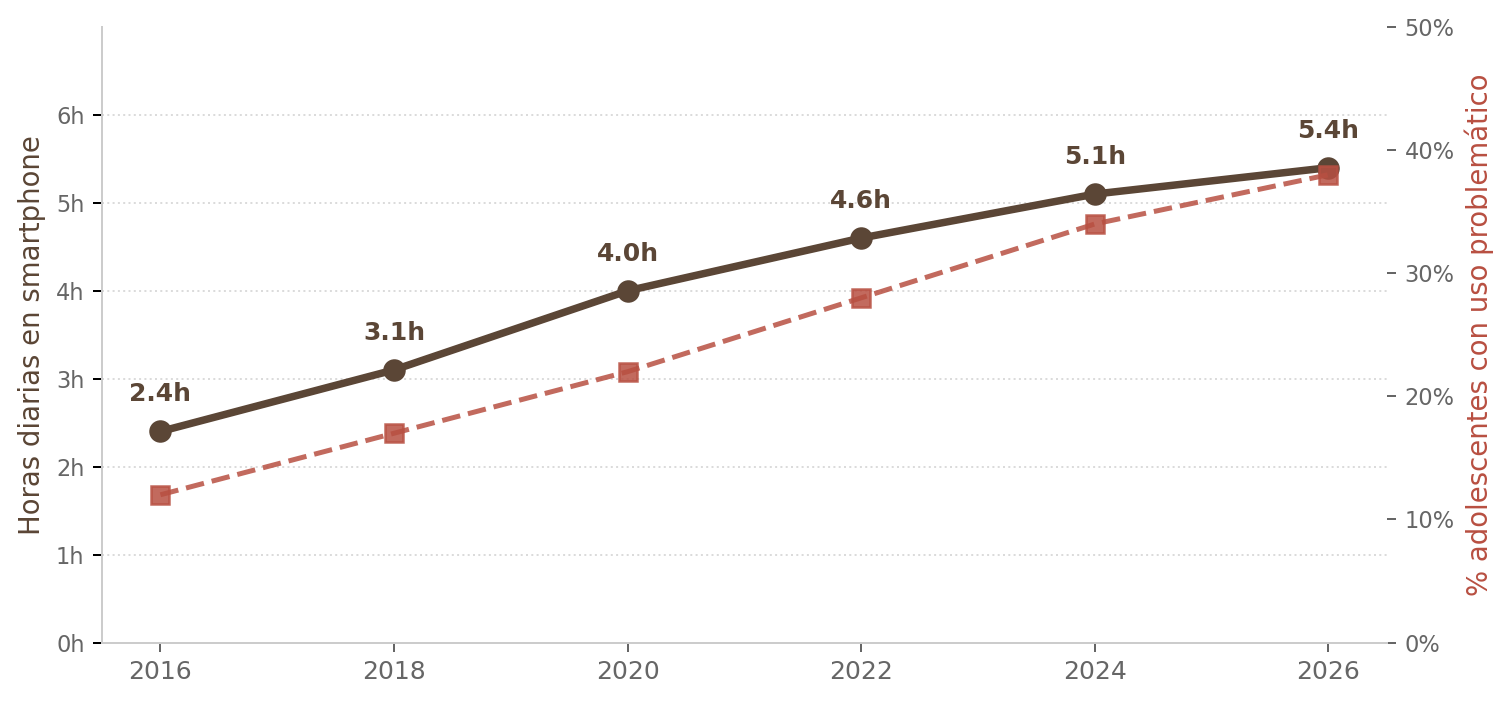 Horas diarias en smartphone
6h
5h
4h
3h
2h
1h
0h
2.4h
3.1h
4.0h
4.6h
5.1h
5.4h
50%
40%
30%
20%
10%
0%
% adolescentes con uso problemático
2016
2018
2020
2022
2024
2026